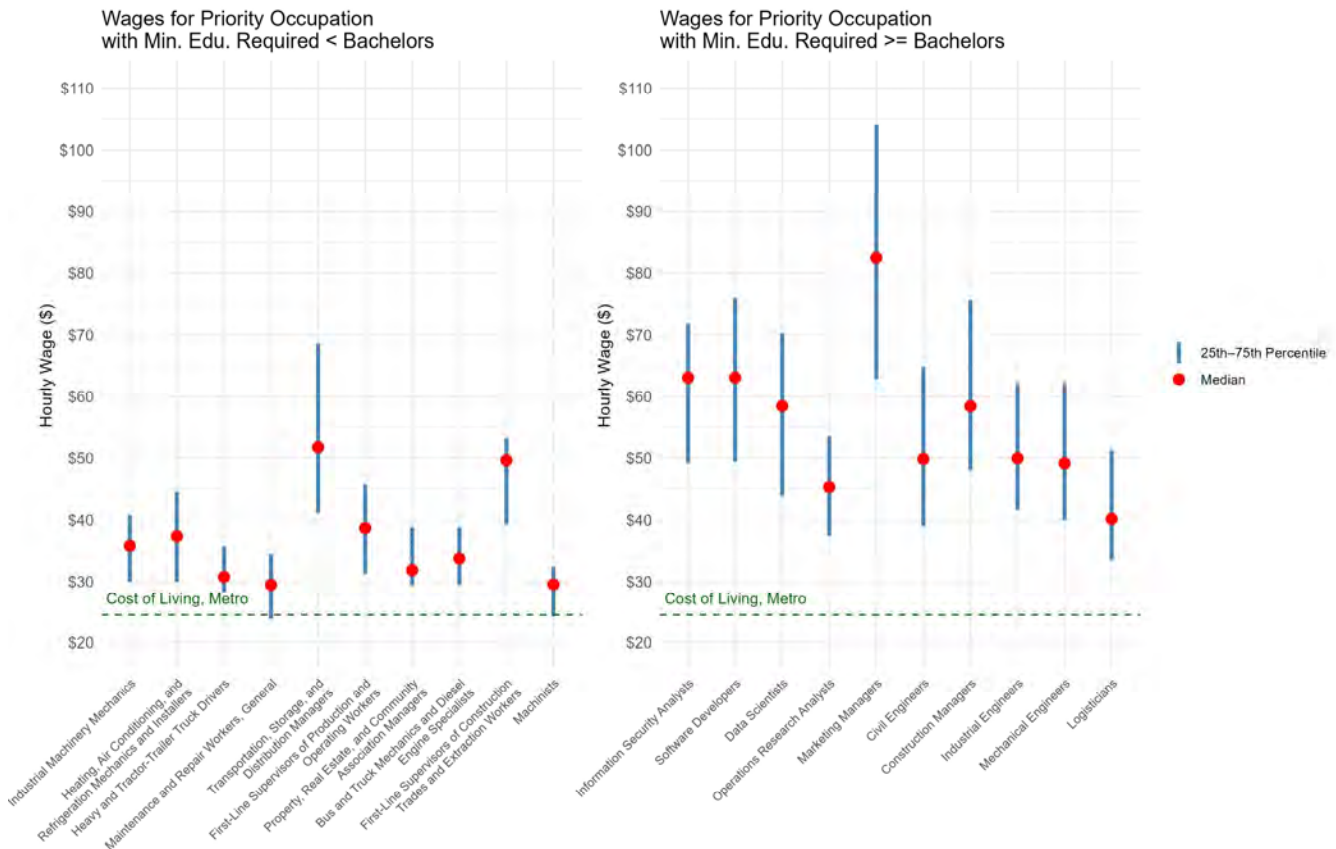 Wages for Priority Occupation
with Min. Edu. Required < Bachelors
Hourly Wage ($)
$110
$100
$90
$80
$70
$60
$50
$40
$30
$20
Cost of Living, Metro
Industrial Machinery Mechanics
Heating, Air Conditioning, and
Refrigeration Mechanics and Installers
Heavy and Tractor-Trailer Truck Drivers
Maintenance and Repair Workers, General
Transportation, Storage, and
Distribution Managers
First-Line Supervisors of Production and
Operating Workers
Property, Real Estate, and Community
Association Managers
Bus and Truck Mechanics and Diesel
Engine Specialists
First-Line Supervisors of Construction
Trades and Extraction Workers
Machinists
Wages for Priority Occupation
with Min. Edu. Required >= Bachelors
Hourly Wage ($)
$110
$100
$90
$80
$70
$60
$50
$40
$30
$20
Cost of Living, Metro
Information Security Analysts
Software Developers
Data Scientists
Operations Research Analysts
Marketing Managers
Civil Engineers
Construction Managers
Industrial Engineers
Mechanical Engineers
Logisticians
25th–75th Percentile
Median